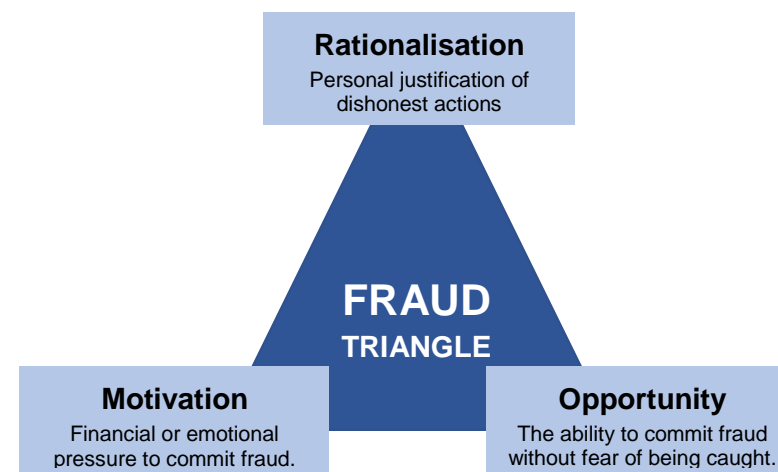 Rationalisation
Personal justification of
dishonest actions
FRAUD
TRIANGLE
Motivation
Financial or emotional
pressure to commit fraud.
Opportunity
The ability to commit fraud
without fear of being caught.